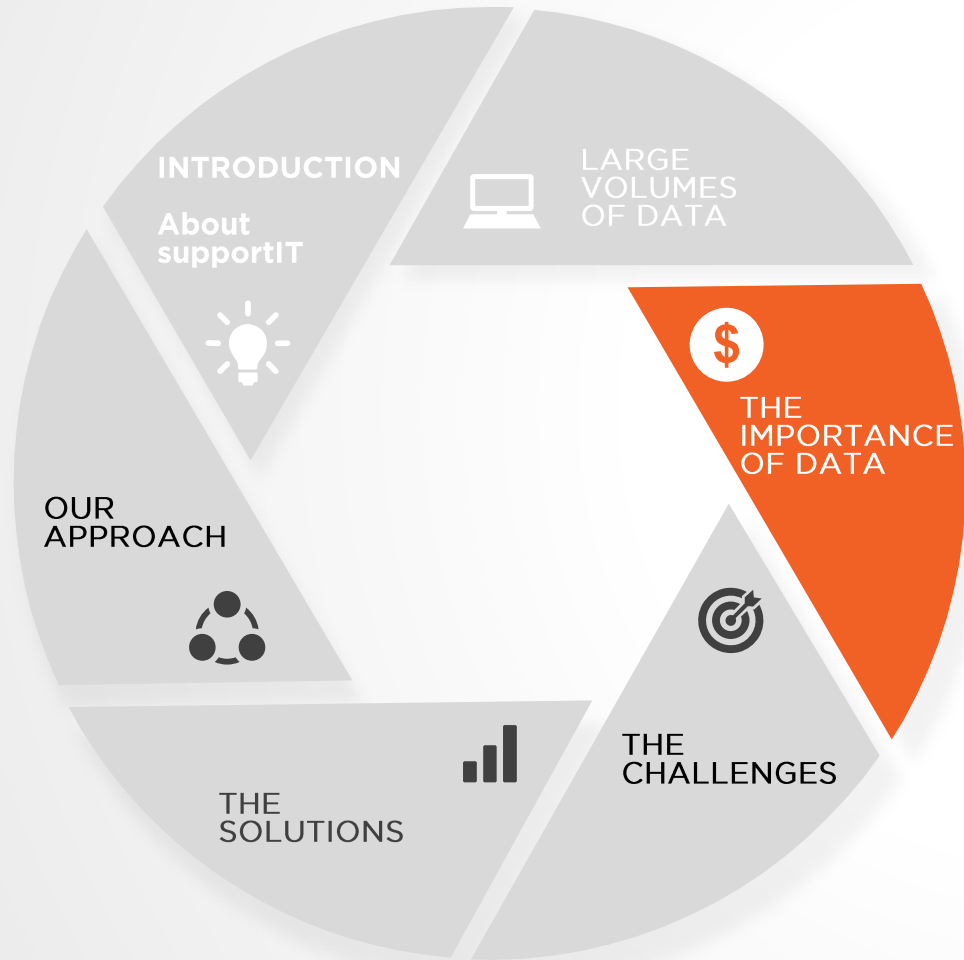 INTRODUCTION
About
supportIT
LARGE
VOLUMES
OF DATA
$
THE
IMPORTANCE
OF DATA
THE
CHALLENGES
THE
SOLUTIONS
OUR
APPROACH